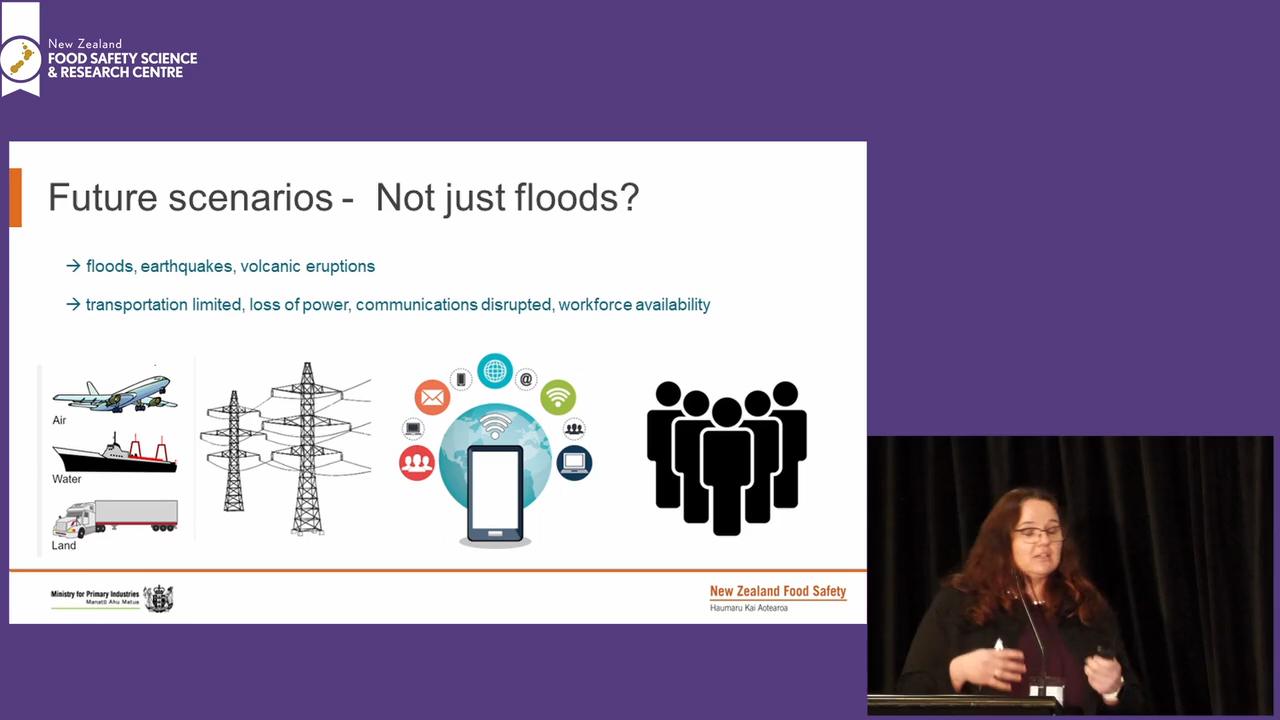 New Zealand
FOOD SAFETY SCIENCE
& RESEARCH CENTRE
Future scenarios - Not just floods?
→ floods, earthquakes, volcanic eruptions
→ transportation limited, loss of power, communications disrupted, workforce availability
Air
Water
Land
@
Ministry for Primary Industries
Manatū Ahu Matua
New Zealand Food Safety
Haumaru Kai Aotearoa